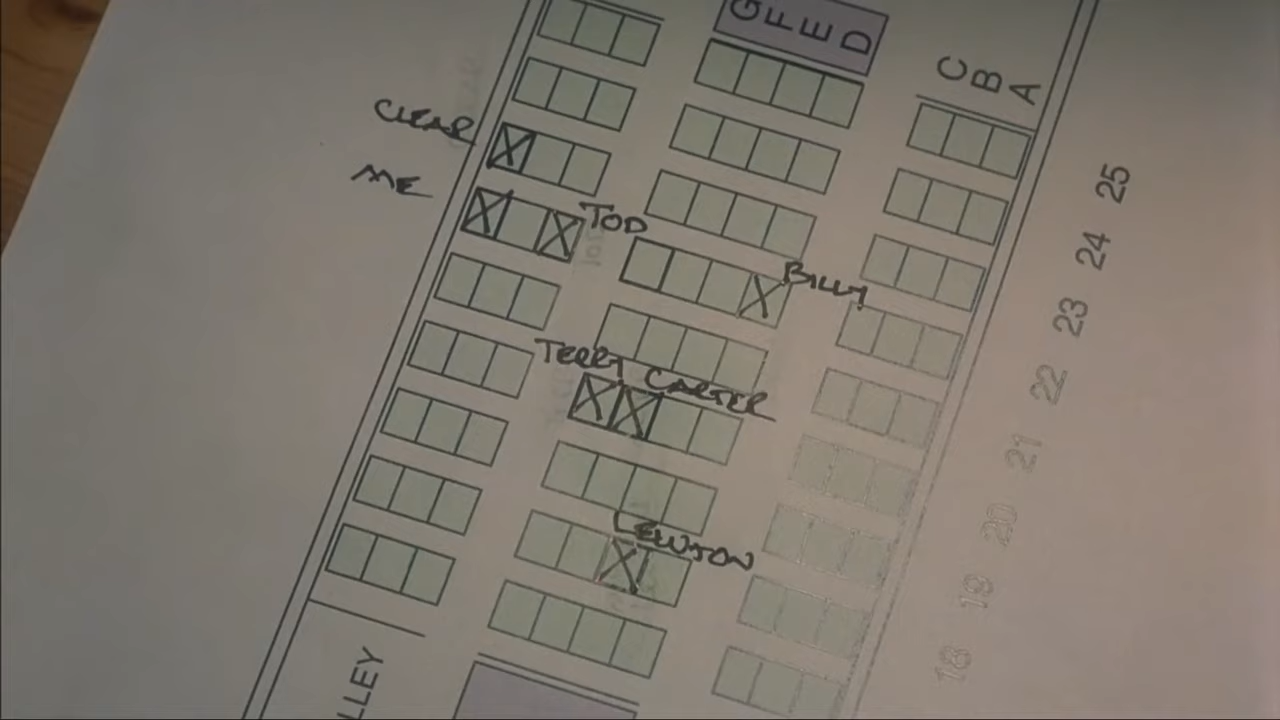 G F E D
C B A
CLEAR
ME
TOD
BILLY
TERRY CARTER
LEWTON
25
24
23
22
21
20
19
18
LLEY